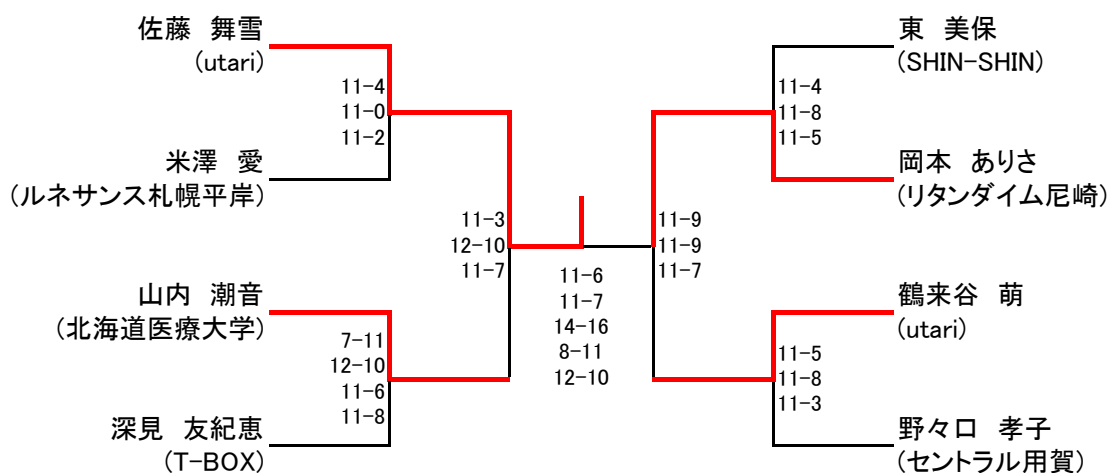 佐藤　舞雪
(utari)
11-4
11-0
11-2
米澤　愛
(ルネサンス札幌平岸)
11-3
12-10
11-7
山内　潮音
(北海道医療大学)
7-11
12-10
11-6
11-8
深見　友紀恵
(T-BOX)
11-6
11-7
14-16
8-11
12-10
東　美保
(SHIN-SHIN)
11-4
11-8
11-5
岡本　ありさ
(リタンダイム尼崎)
11-9
11-9
11-7
鶴来谷　萌
(utari)
11-5
11-8
11-3
野々口　孝子
(セントラル用賀)